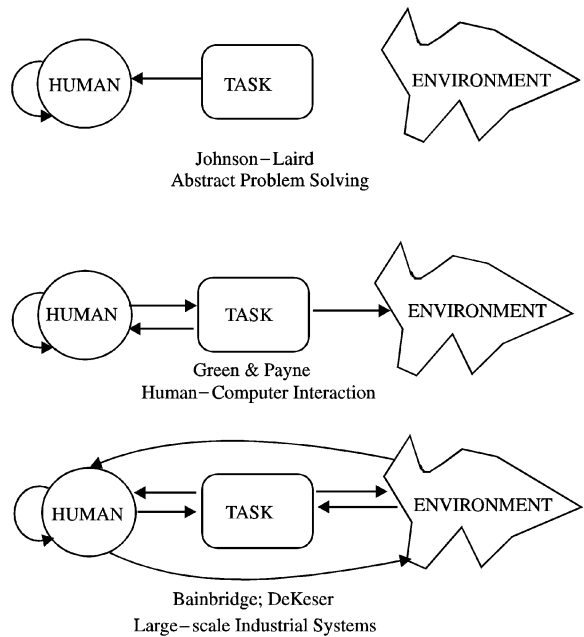 HUMAN TASK ENVIRONMENT
Johnson-Laird
Abstract Problem Solving
HUMAN TASK ENVIRONMENT
Green & Payne
Human-Computer Interaction
HUMAN TASK ENVIRONMENT
Bainbridge; DeKeser
Large-scale Industrial Systems